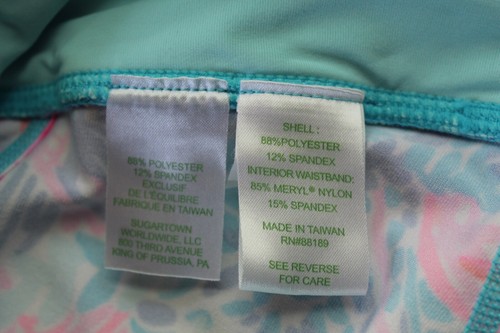 88% POLYESTER
12% SPANDEX
EXCLUSIF
DE L'ÉQUILIBRE
FABRIQUE EN TAIWAN
SUGARTOWN
WORLDWIDE, LLC
800 THIRD AVENUE
KING OF PRUSSIA, PA
SHELL :
88%POLYESTER
12% SPANDEX
INTERIOR WAISTBAND:
85% MERYL® NYLON
15% SPANDEX
MADE IN TAIWAN
RN#88189
SEE REVERSE
FOR CARE